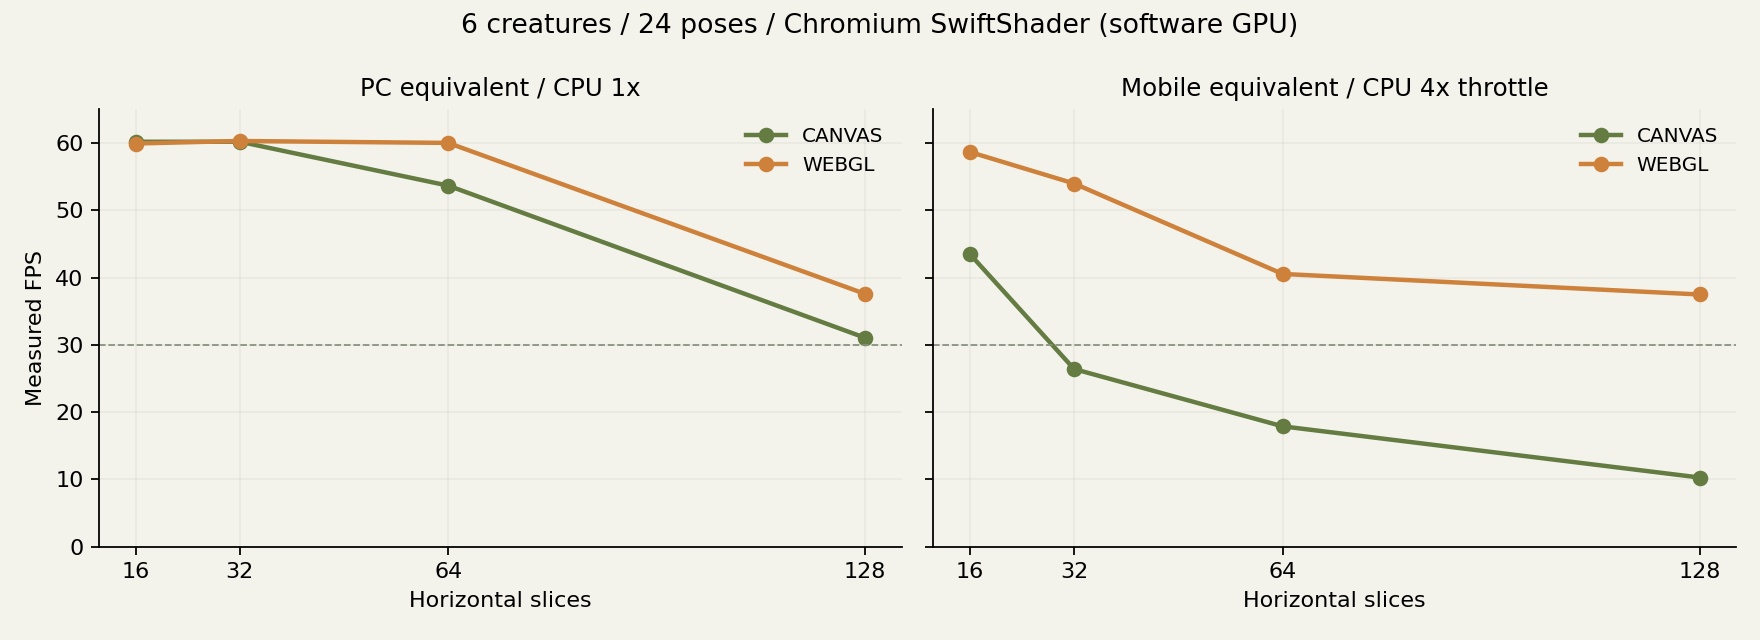 6 creatures / 24 poses / Chromium SwiftShader (software GPU)
PC equivalent / CPU 1x
CANVAS
WEBGL
Measured FPS
60
50
40
30
20
10
0
16 32 64 128
Horizontal slices
Mobile equivalent / CPU 4x throttle
CANVAS
WEBGL
16 32 64 128
Horizontal slices